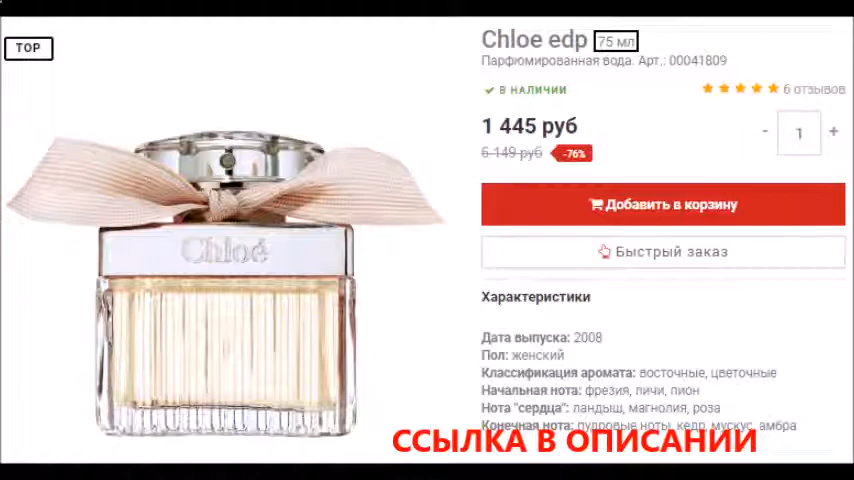 TOP
Chloe edp 75 мл
Парфюмированная вода. Арт.: 00041809
В НАЛИЧИИ
6 отзывов
1 445 руб
- 1 +
6 149 руб -76%
Добавить в корзину
Быстрый заказ
Chloé
Характеристики
Дата выпуска: 2008
Пол: женский
Классификация аромата: восточные, цветочные
Начальная нота: фрезия, личи, пион
Нота "сердца": ландыш, магнолия, роза
Конечная нота: пудровые ноты, кедр, мускус, амбра
ССЫЛКА В ОПИСАНИИ